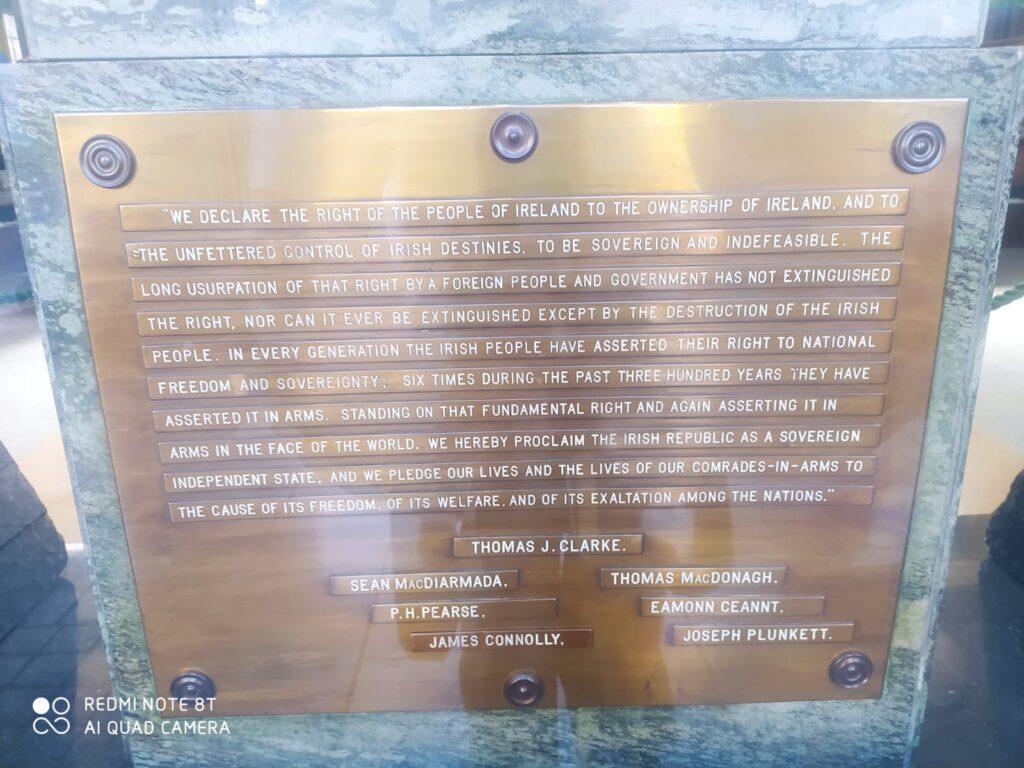 "WE DECLARE THE RIGHT OF THE PEOPLE OF IRELAND TO THE OWNERSHIP OF IRELAND, AND TO
THE UNFETTERED CONTROL OF IRISH DESTINIES, TO BE SOVEREIGN AND INDEFEASIBLE. THE
LONG USURPATION OF THAT RIGHT BY A FOREIGN PEOPLE AND GOVERNMENT HAS NOT EXTINGUISHED
THE RIGHT, NOR CAN IT EVER BE EXTINGUISHED EXCEPT BY THE DESTRUCTION OF THE IRISH
PEOPLE. IN EVERY GENERATION THE IRISH PEOPLE HAVE ASSERTED THEIR RIGHT TO NATIONAL
FREEDOM AND SOVEREIGNTY; SIX TIMES DURING THE PAST THREE HUNDRED YEARS THEY HAVE
ASSERTED IT IN ARMS. STANDING ON THAT FUNDAMENTAL RIGHT AND AGAIN ASSERTING IT IN
ARMS IN THE FACE OF THE WORLD, WE HEREBY PROCLAIM THE IRISH REPUBLIC AS A SOVEREIGN
INDEPENDENT STATE, AND WE PLEDGE OUR LIVES AND THE LIVES OF OUR COMRADES-IN-ARMS TO
THE CAUSE OF ITS FREEDOM, OF ITS WELFARE, AND OF ITS EXALTATION AMONG THE NATIONS."
THOMAS J. CLARKE.
SEAN MACDIARMADA. THOMAS MACDONAGH.
P.H. PEARSE. EAMONN CEANNT.
JAMES CONNOLLY. JOSEPH PLUNKETT.
REDMI NOTE 8T
AI QUAD CAMERA